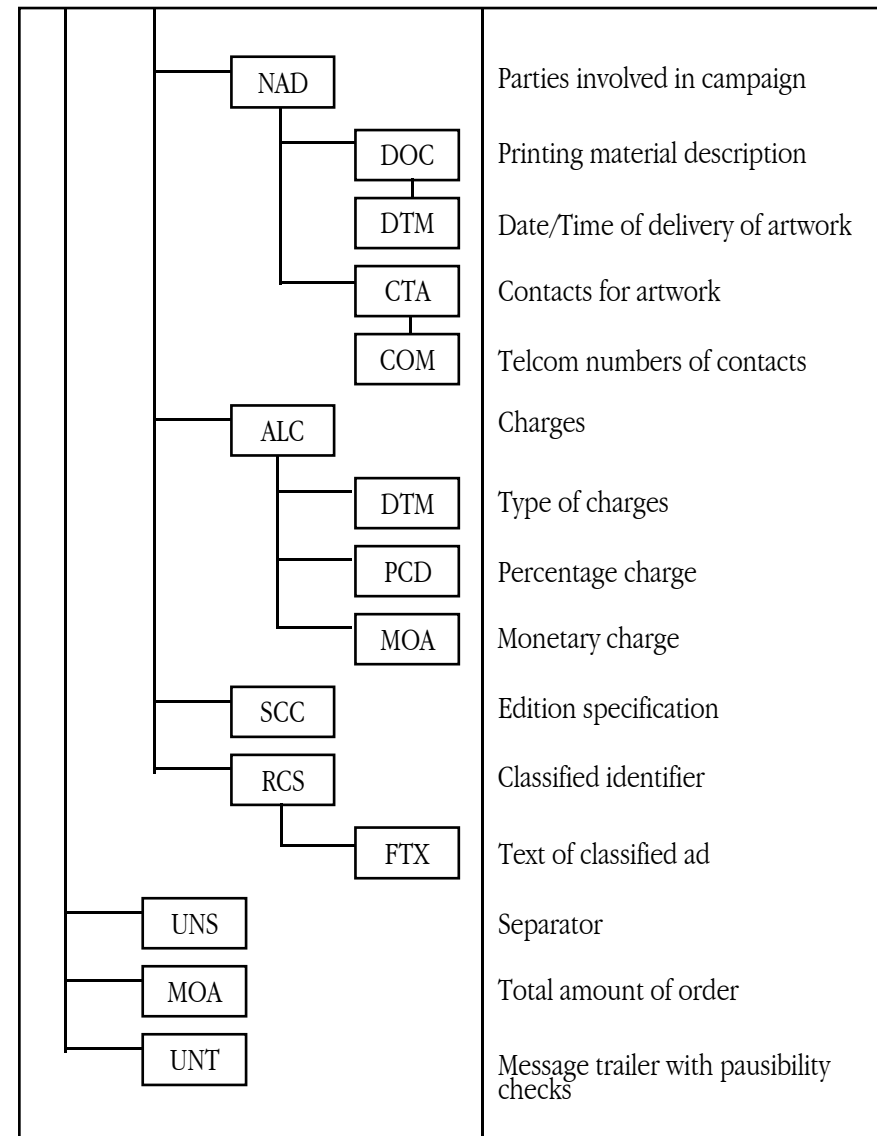 NAD Parties involved in campaign
DOC Printing material description
DTM Date/Time of delivery of artwork
CTA Contacts for artwork
COM Telcom numbers of contacts
ALC Charges
DTM Type of charges
PCD Percentage charge
MOA Monetary charge
SCC Edition specification
RCS Classified identifier
FTX Text of classified ad
UNS Separator
MOA Total amount of order
UNT Message trailer with pausibility
checks